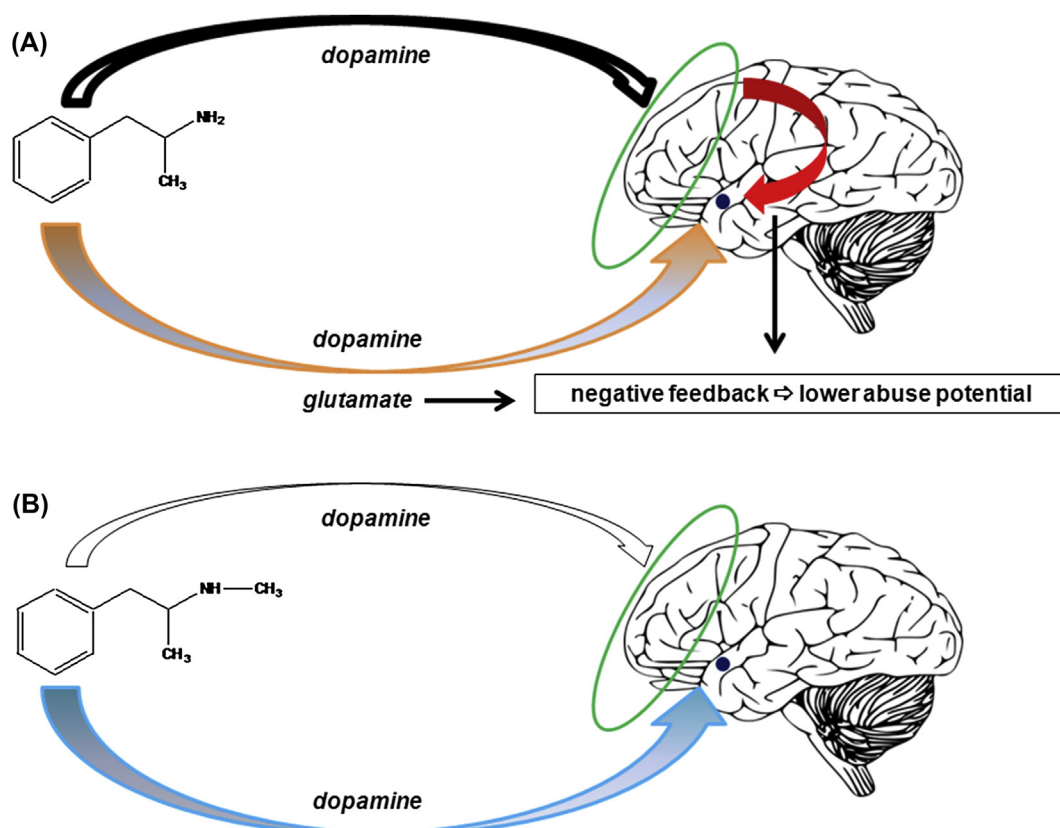 (A)
dopamine
NH₂
CH₃
dopamine
glutamate
negative feedback ⇨ lower abuse potential
(B)
dopamine
NH—CH₃
CH₃
dopamine